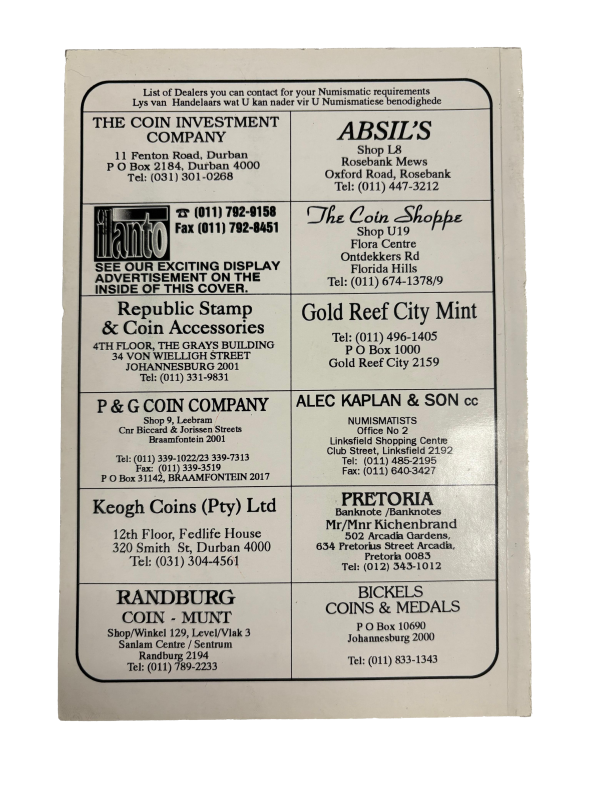 List of Dealers you can contact for your Numismatic requirements
Lys van Handelaars wat U kan nader vir U Numismatiese benodighede
THE COIN INVESTMENT
COMPANY
11 Fenton Road, Durban
P O Box 2184, Durban 4000
Tel: (031) 301-0268
ABSIL'S
Shop L8
Rosebank Mews
Oxford Road, Rosebank
Tel: (011) 447-3212
ilanto
☎ (011) 792-9158
Fax (011) 792-8451
SEE OUR EXCITING DISPLAY
ADVERTISEMENT ON THE
INSIDE OF THIS COVER.
The Coin Shoppe
Shop U19
Flora Centre
Ontdekkers Rd
Florida Hills
Tel: (011) 674-1378/9
Republic Stamp
& Coin Accessories
4TH FLOOR, THE GRAYS BUILDING
34 VON WIELLIGH STREET
JOHANNESBURG 2001
Tel: (011) 331-9831
Gold Reef City Mint
Tel: (011) 496-1405
P O Box 1000
Gold Reef City 2159
P & G COIN COMPANY
Shop 9, Leebram
Cnr Biccard & Jorissen Streets
Braamfontein 2001
Tel: (011) 339-1022/23 339-7313
Fax: (011) 339-3519
P O Box 31142, BRAAMFONTEIN 2017
ALEC KAPLAN & SON cc
NUMISMATISTS
Office No 2
Linksfield Shopping Centre
Club Street, Linksfield 2192
Tel: (011) 485-2195
Fax: (011) 640-3427
Keogh Coins (Pty) Ltd
12th Floor, Fedlife House
320 Smith St, Durban 4000
Tel: (031) 304-4561
PRETORIA
Banknote /Banknotes
Mr/Mnr Kichenbrand
502 Arcadia Gardens,
634 Pretorius Street Arcadia,
Pretoria 0083
Tel: (012) 343-1012
RANDBURG
COIN - MUNT
Shop/Winkel 129, Level/Vlak 3
Sanlam Centre / Sentrum
Randburg 2194
Tel: (011) 789-2233
BICKELS
COINS & MEDALS
P O Box 10690
Johannesburg 2000
Tel: (011) 833-1343